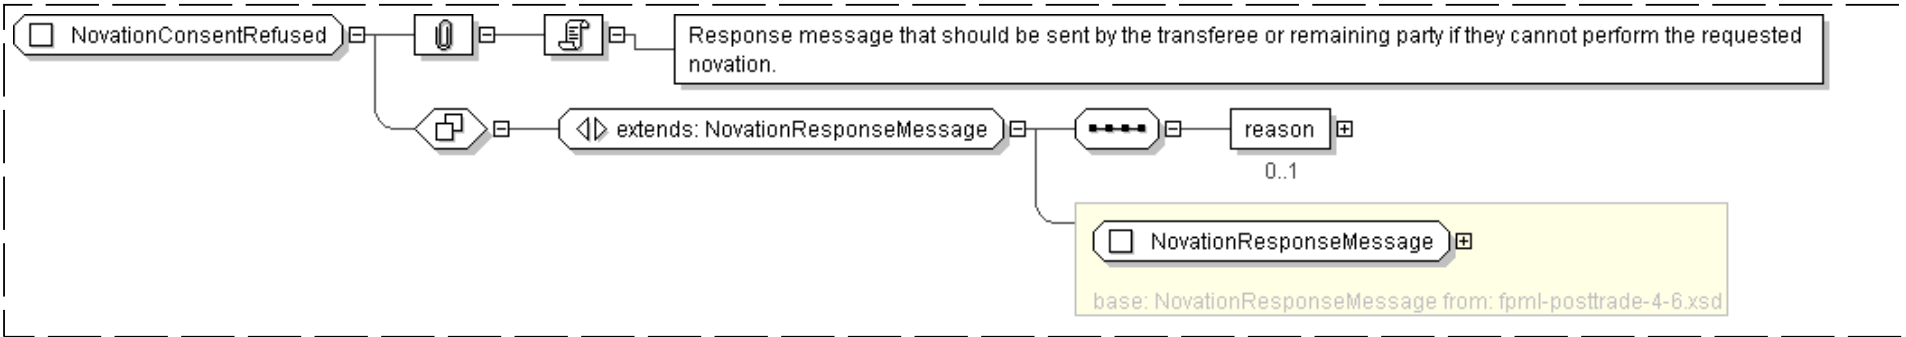 NovationConsentRefused
Response message that should be sent by the transferee or remaining party if they cannot perform the requested
novation.
extends: NovationResponseMessage
reason
0..1
NovationResponseMessage
base: NovationResponseMessage from: fpml-posttrade-4-6.xsd